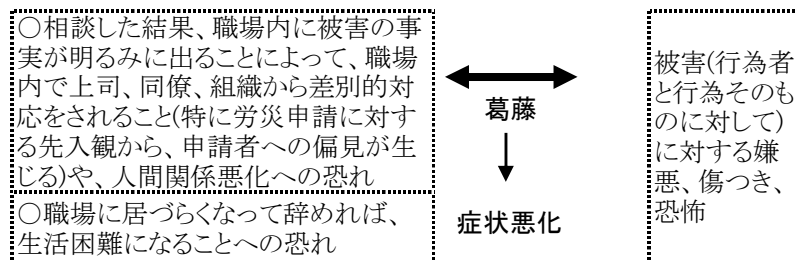 ○相談した結果、職場内に被害の事
実が明るみに出ることによって、職場
内で上司、同僚、組織から差別的対
応をされること(特に労災申請に対す
る先入観から、申請者への偏見が生
じる)や、人間関係悪化への恐れ
○職場に居づらくなって辞めれば、
生活困難になることへの恐れ
葛藤
症状悪化
被害(行為者
と行為そのも
のに対して)
に対する嫌
悪、傷つき、
恐怖